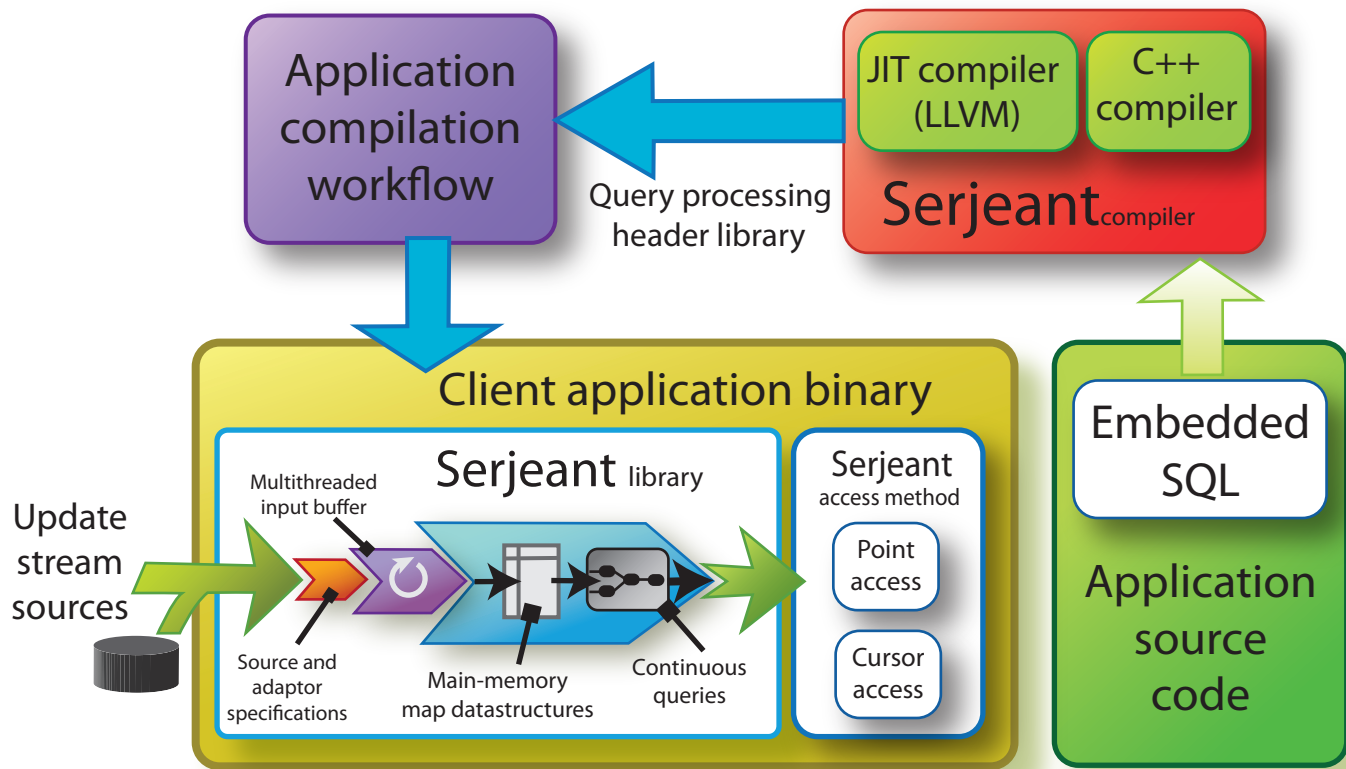 Application
compilation
workflow
Query processing
header library
JIT compiler
(LLVM)
C++
compiler
Serjeant compiler
Client application binary
Serjeant library
Multithreaded
input buffer
Update
stream
sources
Source and
adaptor
specifications
Main-memory
map datastructures
Continuous
queries
Serjeant
access method
Point
access
Cursor
access
Embedded
SQL
Application
source
code